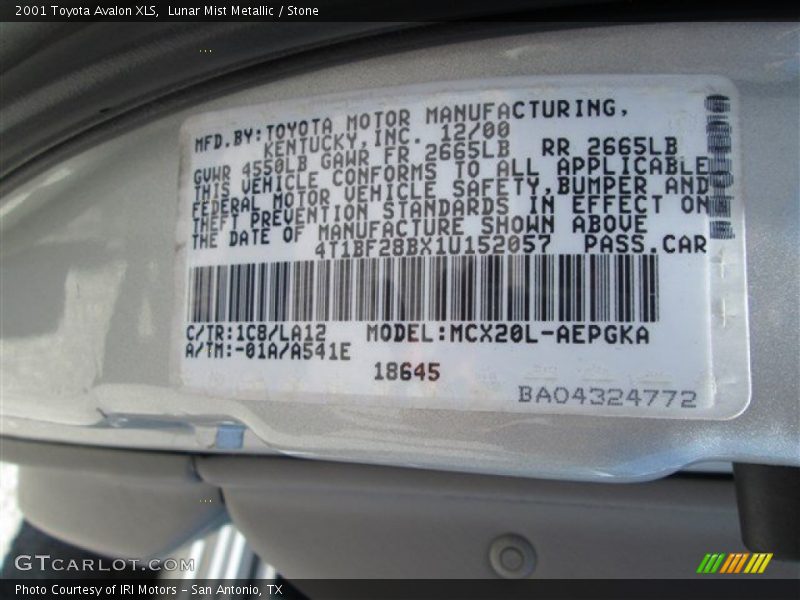 2001 Toyota Avalon XLS,  Lunar Mist Metallic / Stone
MFD.BY:TOYOTA MOTOR MANUFACTURING,
KENTUCKY,INC. 12/00
GVWR 4550LB GAWR FR 2665LB RR 2665LB
THIS VEHICLE CONFORMS TO ALL APPLICABLE
FEDERAL MOTOR VEHICLE SAFETY,BUMPER AND
THEFT PREVENTION STANDARDS IN EFFECT ON
THE DATE OF MANUFACTURE SHOWN ABOVE
4T1BF28BX1U152057 PASS.CAR
C/TR:1C8/LA12 MODEL:MCX20L-AEPGKA
A/TM:-01A/A541E
18645
BA04324772
GTCARLOT.COM
Photo Courtesy of IRI Motors - San Antonio, TX